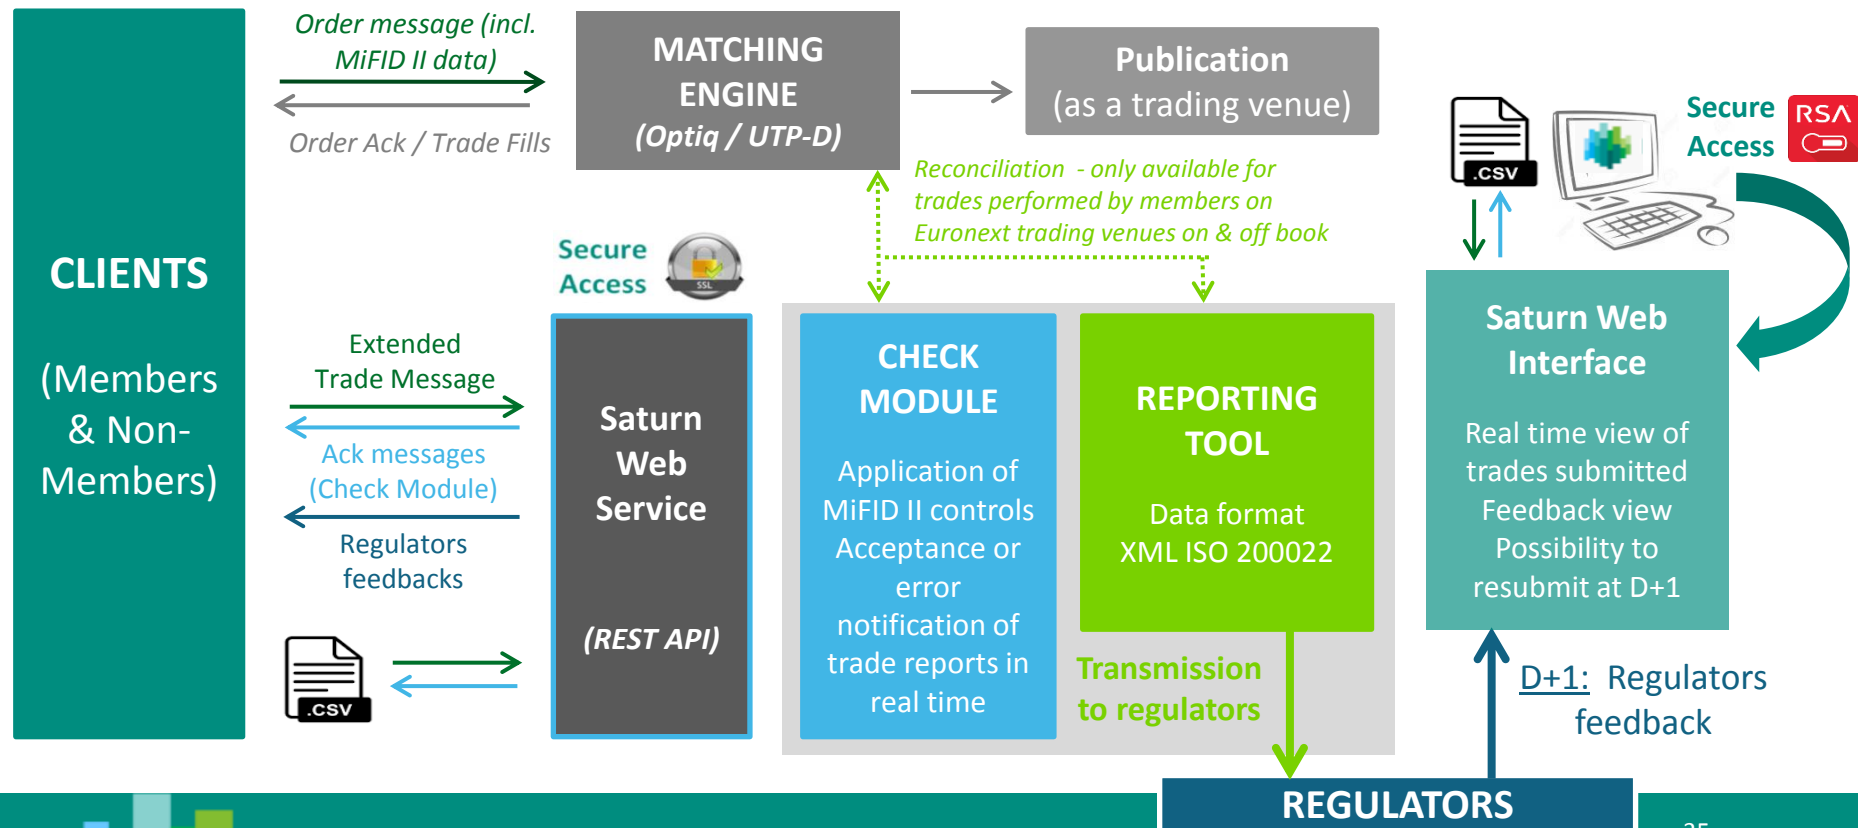 Order message (incl.
MiFID II data)
Order Ack / Trade Fills
MATCHING
ENGINE
(Optiq / UTP-D)
Publication
(as a trading venue)
Reconciliation - only available for
trades performed by members on
Euronext trading venues on & off book
.CSV
Secure
Access
RSA
CLIENTS
(Members
& Non-
Members)
Secure
Access
SSL
Extended
Trade Message
Ack messages
(Check Module)
Regulators
feedbacks
.CSV
Saturn
Web
Service
(REST API)
CHECK
MODULE
Application of
MiFID II controls
Acceptance or
error
notification of
trade reports in
real time
REPORTING
TOOL
Data format
XML ISO 200022
Transmission
to regulators
Saturn Web
Interface
Real time view of
trades submitted
Feedback view
Possibility to
resubmit at D+1
D+1: Regulators
feedback
REGULATORS